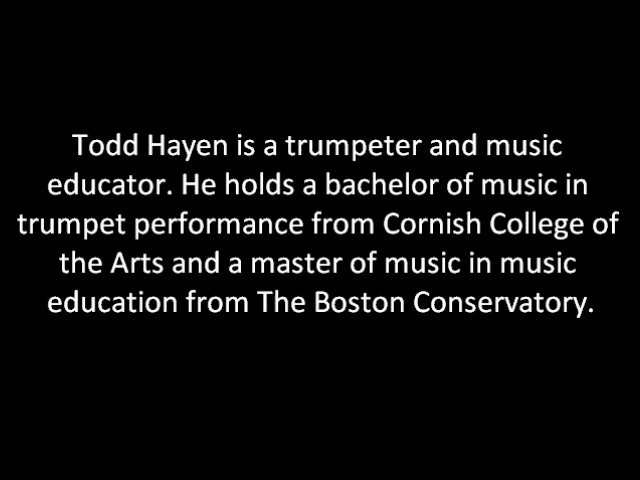 Todd Hayen is a trumpeter and music
educator. He holds a bachelor of music in
trumpet performance from Cornish College of
the Arts and a master of music in music
education from The Boston Conservatory.